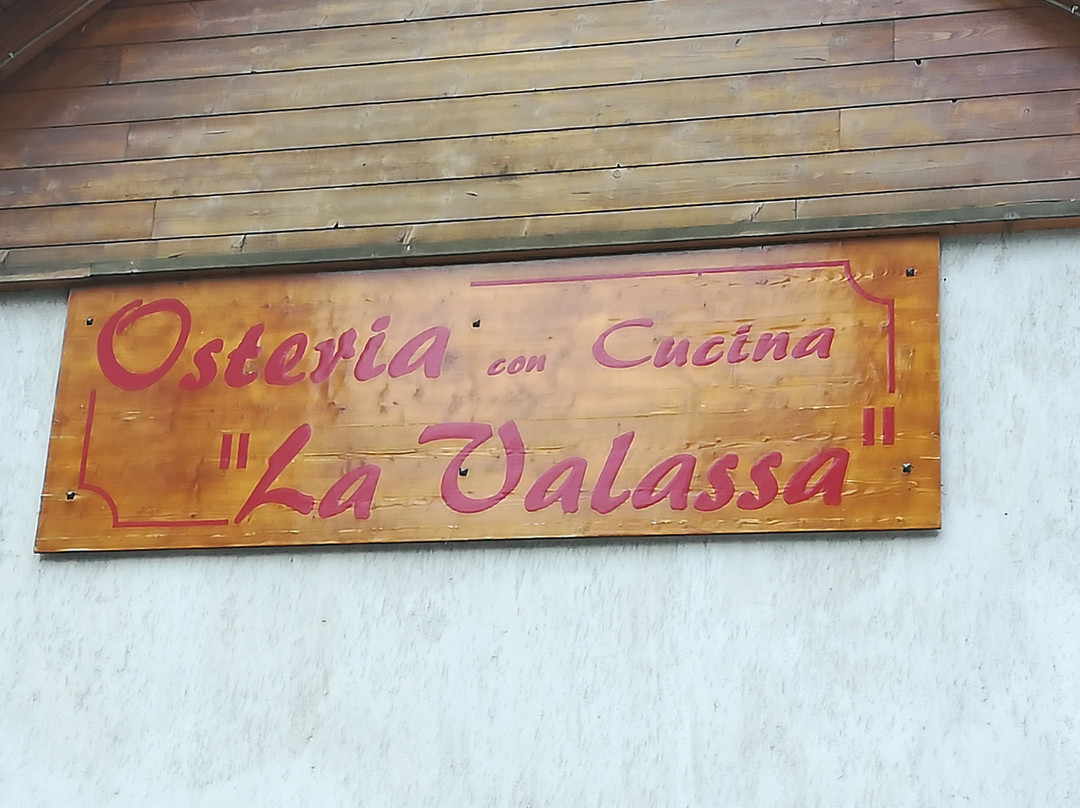 Osteria con Cucina
"La Valassa"